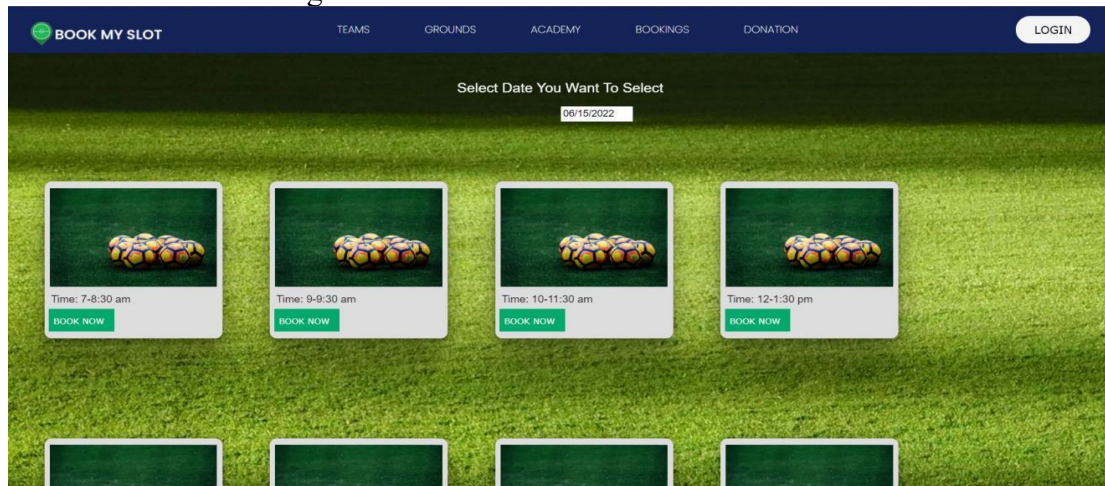 BOOK MY SLOT
TEAMS GROUNDS ACADEMY BOOKINGS DONATION
LOGIN
Select Date You Want To Select
06/15/2022
Time: 7-8:30 am
BOOK NOW
Time: 9-9:30 am
BOOK NOW
Time: 10-11:30 am
BOOK NOW
Time: 12-1:30 pm
BOOK NOW